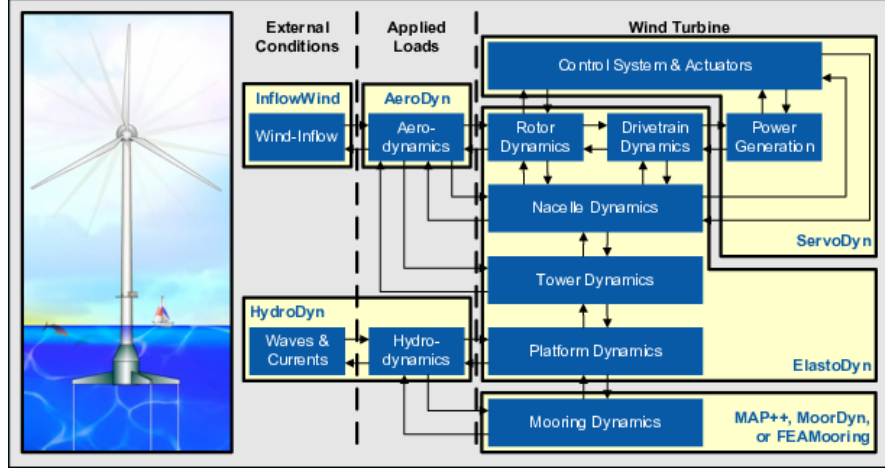 External
Conditions
Applied
Loads
Wind Turbine
Control System & Actuators
InflowWind
AeroDyn
Wind-Inflow
Aero-
dynamics
Rotor
Dynamics
Drivetrain
Dynamics
Power
Generation
Nacelle Dynamics
ServoDyn
Tower Dynamics
HydroDyn
Waves &
Currents
Hydro-
dynamics
Platform Dynamics
ElastoDyn
Mooring Dynamics
MAP++, MoorDyn,
or FEAMooring